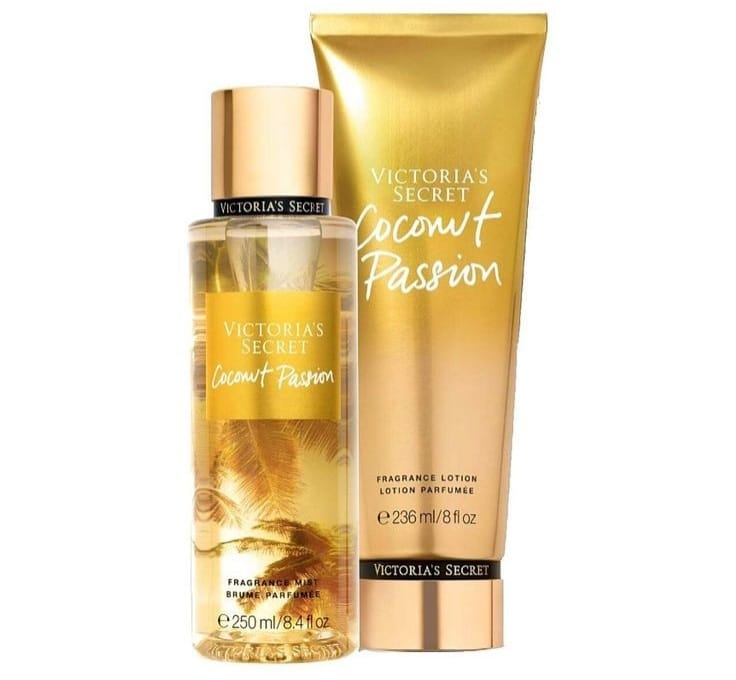 VICTORIA'S SECRET
VICTORIA'S
SECRET
Coconut Passion
FRAGRANCE MIST
BRUME PARFUMÉE
℮ 250 ml/8.4 fl oz
VICTORIA'S
SECRET
Coconut
Passion
FRAGRANCE LOTION
LOTION PARFUMÉE
℮ 236 ml/8 fl oz
VICTORIA'S SECRET